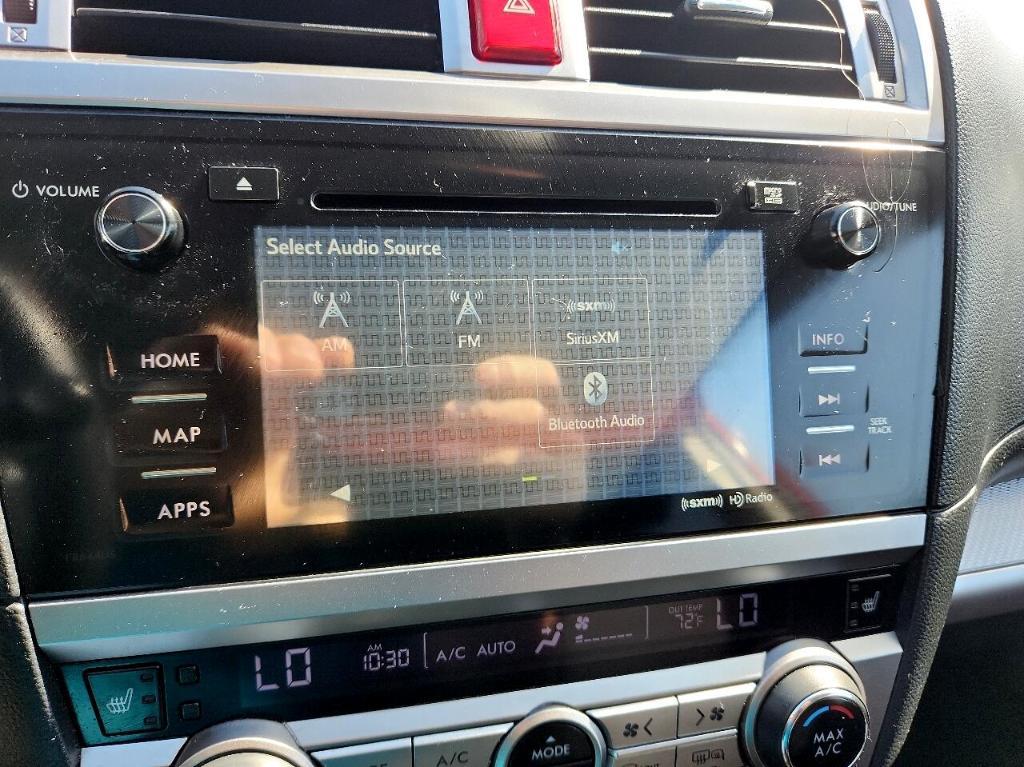 VOLUME
AUDIO/TUNE
Select Audio Source
AM
FM
((sxm))
SiriusXM
Bluetooth Audio
HOME
MAP
APPS
INFO
SEEK
TRACK
((sxm)) HD Radio
LO
AM
10:30
A/C AUTO
OUT TEMP
72°F
LO
A/C
MODE
MAX
A/C